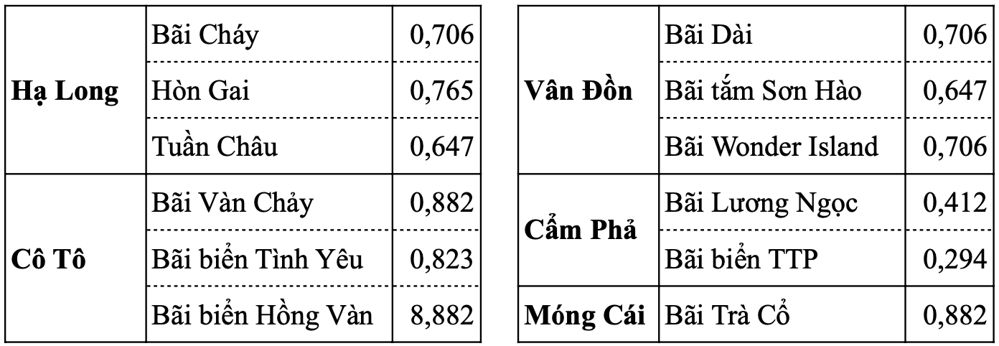 Hạ Long
Bãi Cháy 0,706
Hòn Gai 0,765
Tuần Châu 0,647
Cô Tô
Bãi Vàn Chảy 0,882
Bãi biển Tình Yêu 0,823
Bãi biển Hồng Vàn 8,882
Vân Đồn
Bãi Dài 0,706
Bãi tắm Sơn Hào 0,647
Bãi Wonder Island 0,706
Cẩm Phả
Bãi Lương Ngọc 0,412
Bãi biển TTP 0,294
Móng Cái
Bãi Trà Cổ 0,882